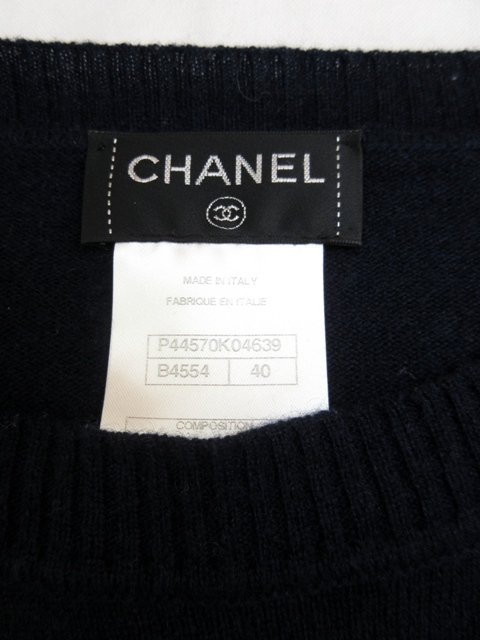 CHANEL
MADE IN ITALY
FABRIQUE EN ITALIE
P44570K04639
B4554 40
COMPOSITION